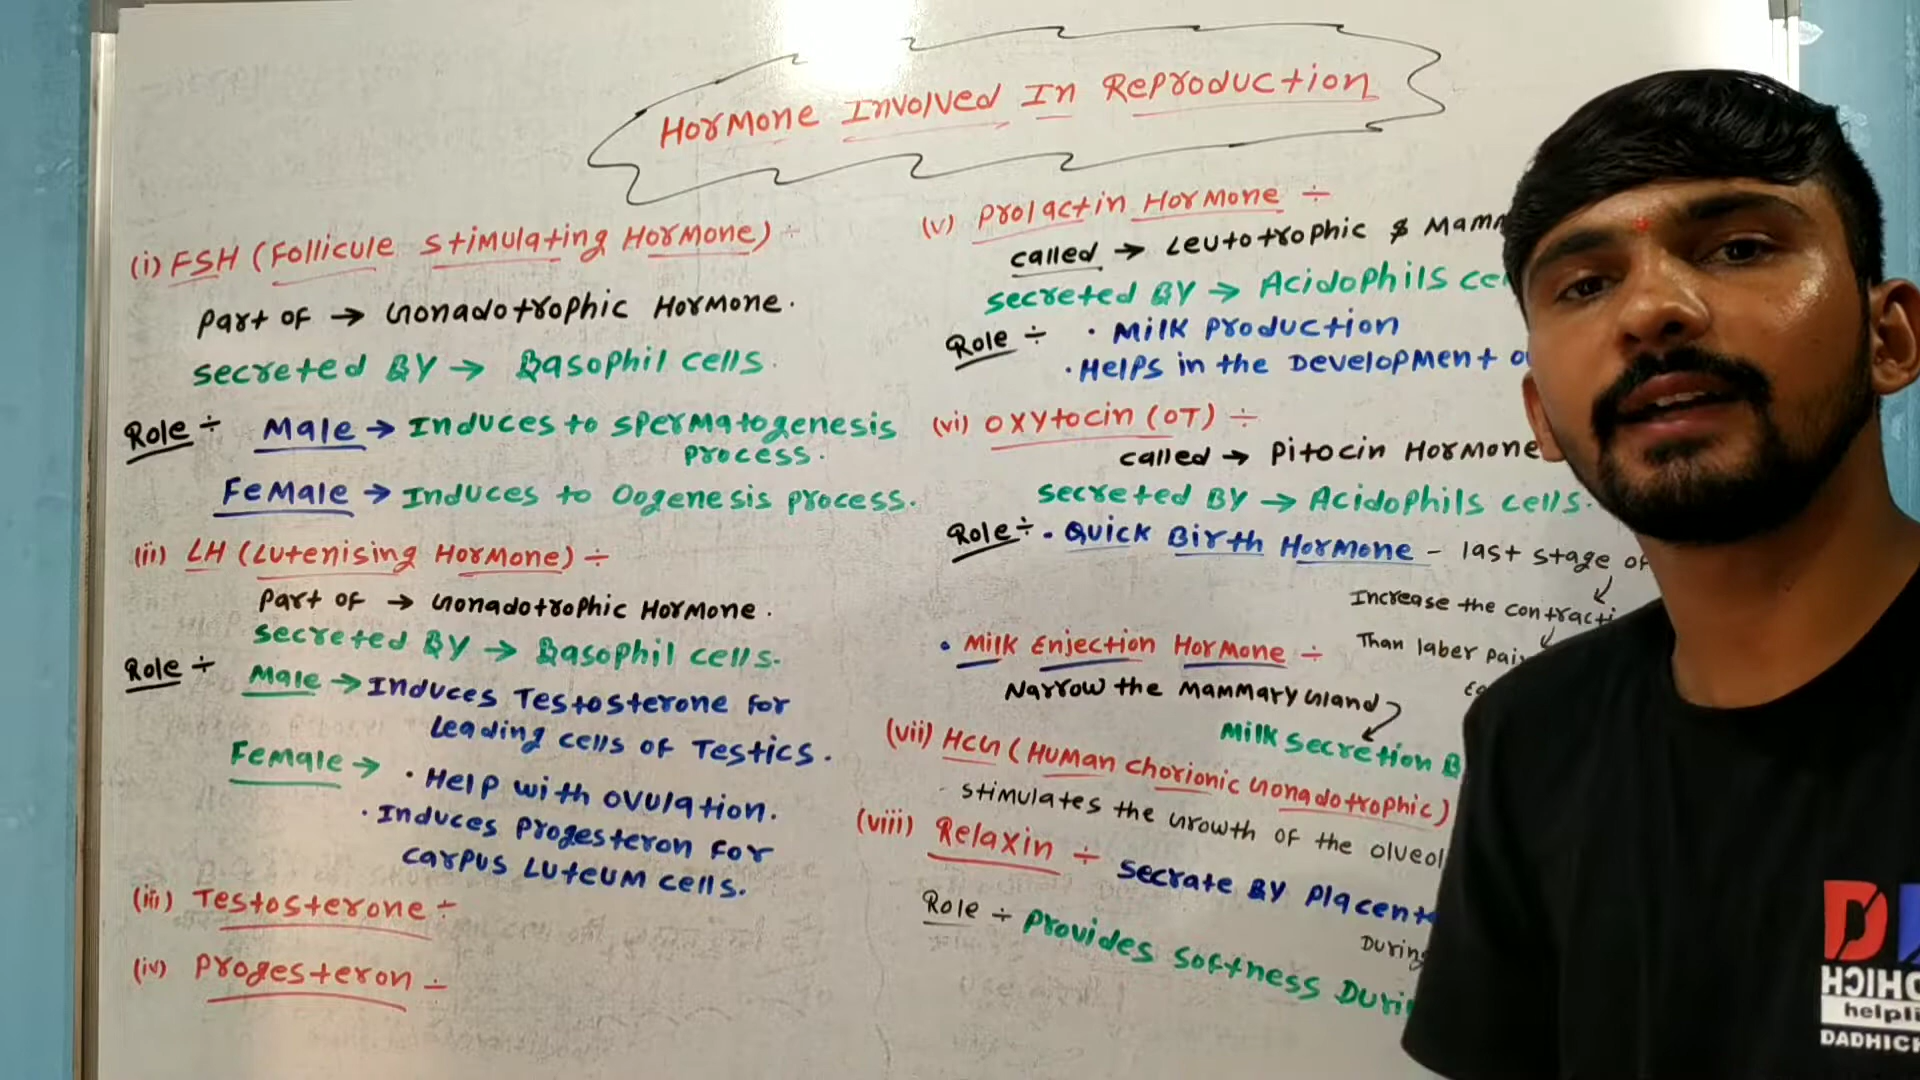 Hormone Involved In Reproduction
(i) FSH (Follicule stimulating Hormone) ÷
Part of → Gonadotrophic Hormone.
secreted By → Basophil cells.
Role ÷ Male → Induces to spermatogenesis
process.
Female → Induces to Oogenesis process.
(ii) LH (Lutenising Hormone) ÷
Part of → Gonadotrophic Hormone.
secreted By → Basophil cells.
Role ÷ Male → Induces Testosterone for
Leading cells of Testics.
Female → • Help with ovulation.
• Induces Progesteron for
carpus Luteum cells.
(iii) Testosterone ÷
(iv) Progesteron ÷
(v) Prolactin Hormone ÷
called → Leutotrophic & Mamm
secreted By → Acidophils ce
Role ÷ • Milk production
• Helps in the Development o
(vi) Oxytocin (OT) ÷
called → Pitocin Hormone
secreted By → Acidophils cells.
Role ÷ • Quick Birth Hormone - last stage of
Increase the contracti
Than laber pai
• Milk Enjection Hormone ÷
Narrow the mammary Gland
Milk secretion B
(vii) HCG (Human chorionic Gonadotrophic)
stimulates the Growth of the olveol
(viii) Relaxin ÷ secrate By Placent
During
Role ÷ Provides Softness Duri
D
HICH
helpli
DADHICH